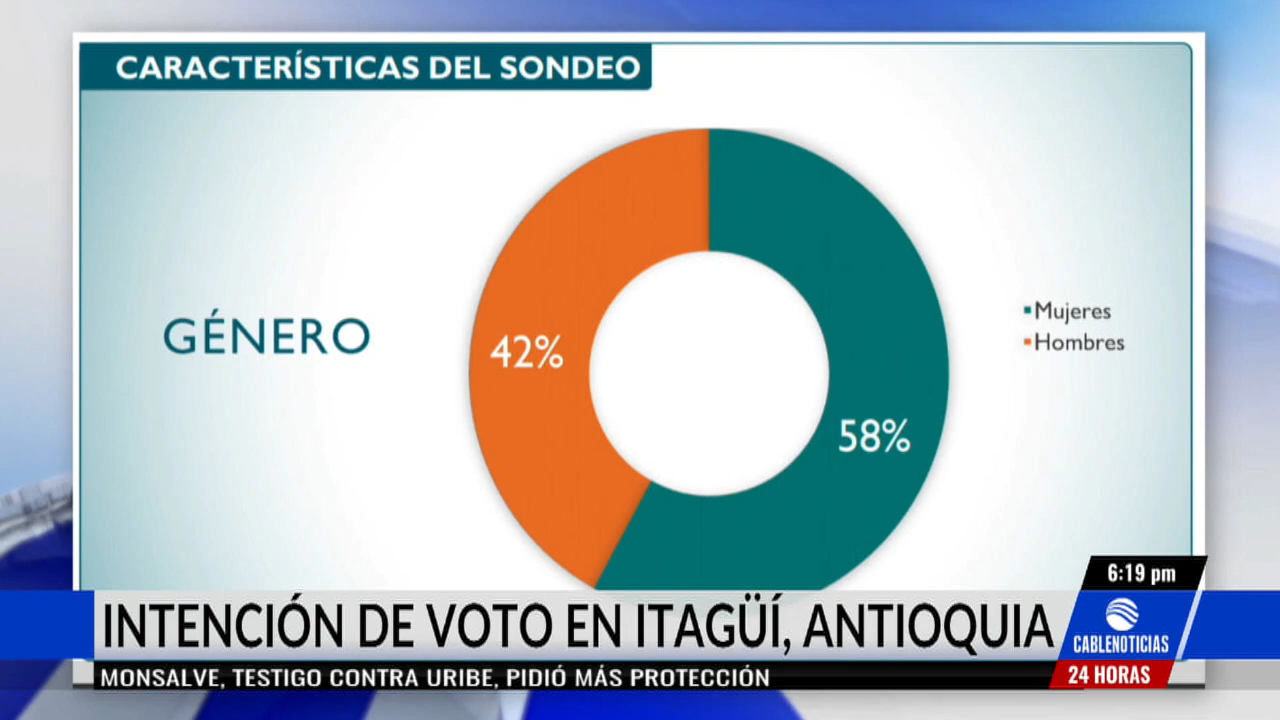 CARACTERÍSTICAS DEL SONDEO
GÉNERO
42%
58%
Mujeres
Hombres
6:19 pm
INTENCIÓN DE VOTO EN ITAGÜÍ, ANTIOQUIA
CABLENOTICIAS
MONSALVE, TESTIGO CONTRA URIBE, PIDIÓ MÁS PROTECCIÓN
24 HORAS